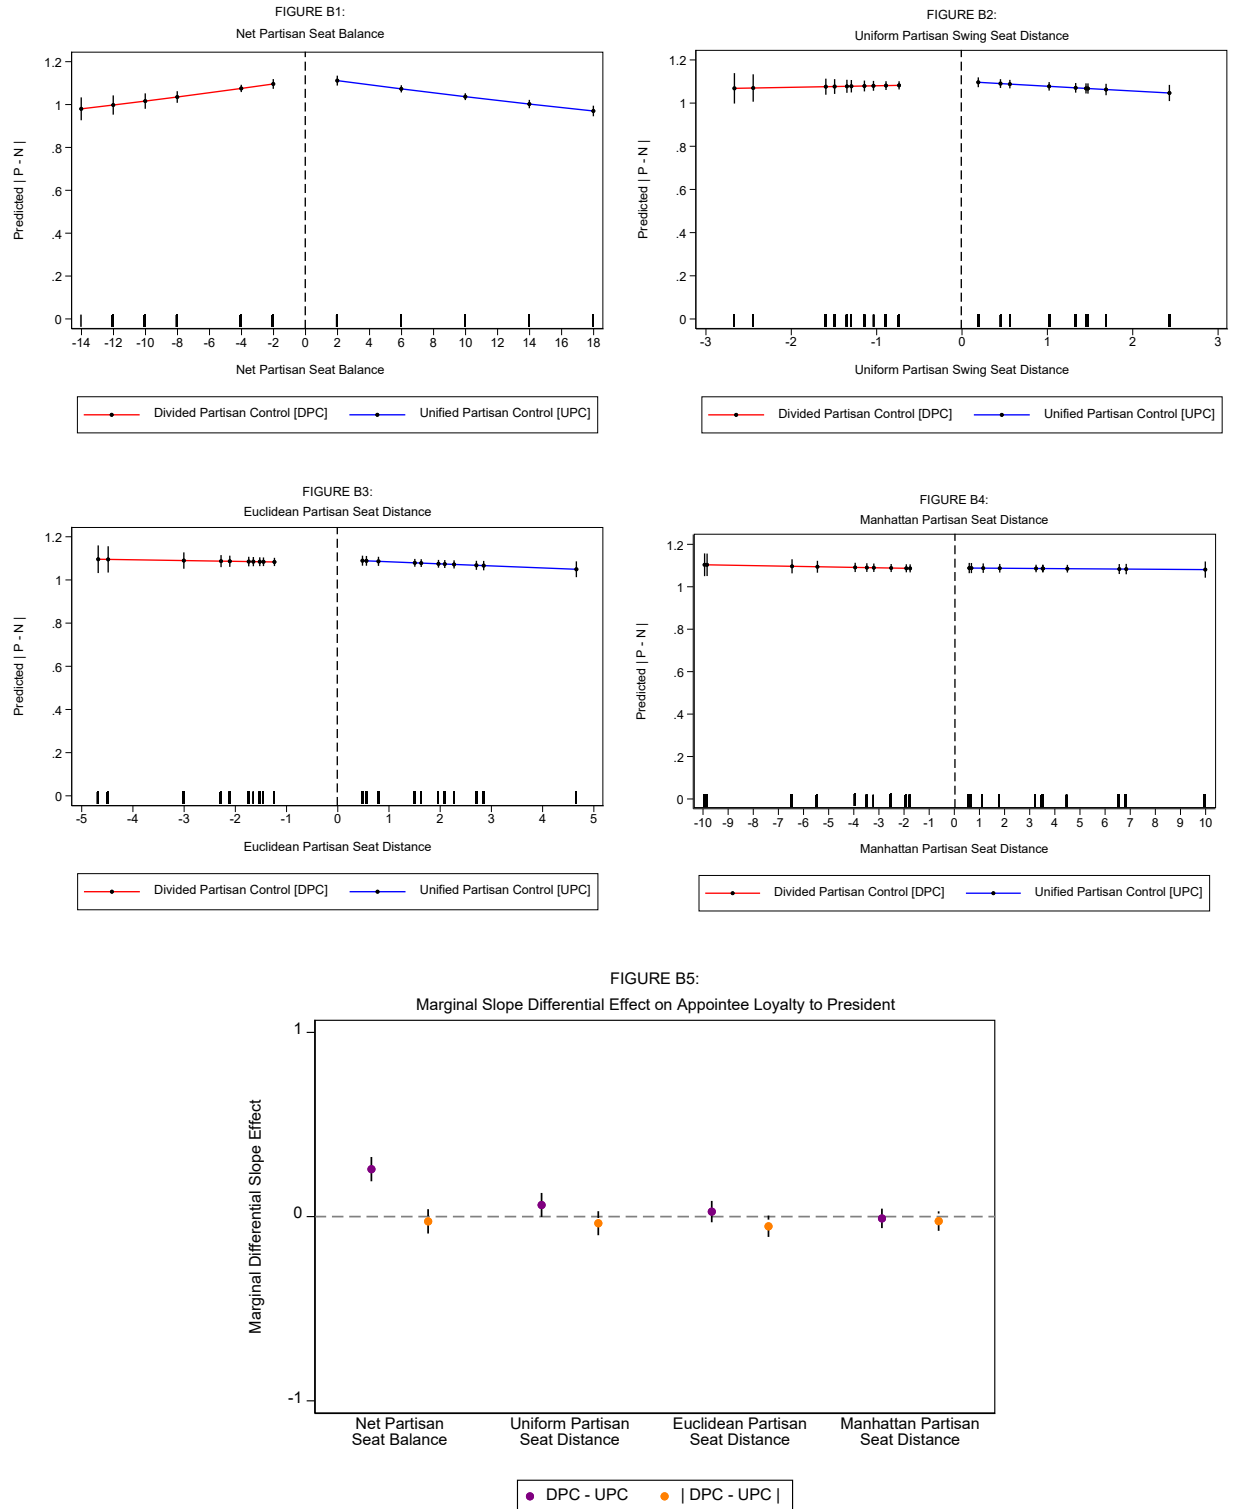 FIGURE B1:
Net Partisan Seat Balance
Predicted | P - N |
1.2
1
.8
.6
.4
.2
0
-14 -12 -10 -8 -6 -4 -2 0 2 4 6 8 10 12 14 16 18
Net Partisan Seat Balance
Divided Partisan Control [DPC] Unified Partisan Control [UPC]
FIGURE B2:
Uniform Partisan Swing Seat Distance
Predicted | P - N |
1.2
1
.8
.6
.4
.2
0
-3 -2 -1 0 1 2 3
Uniform Partisan Swing Seat Distance
Divided Partisan Control [DPC] Unified Partisan Control [UPC]
FIGURE B3:
Euclidean Partisan Seat Distance
Predicted | P - N |
1.2
1
.8
.6
.4
.2
0
-5 -4 -3 -2 -1 0 1 2 3 4 5
Euclidean Partisan Seat Distance
Divided Partisan Control [DPC] Unified Partisan Control [UPC]
FIGURE B4:
Manhattan Partisan Seat Distance
Predicted | P - N |
1.2
1
.8
.6
.4
.2
0
-10 -9 -8 -7 -6 -5 -4 -3 -2 -1 0 1 2 3 4 5 6 7 8 9 10
Manhattan Partisan Seat Distance
Divided Partisan Control [DPC] Unified Partisan Control [UPC]
FIGURE B5:
Marginal Slope Differential Effect on Appointee Loyalty to President
Marginal Differential Slope Effect
1
0
-1
Net Partisan
Seat Balance
Uniform Partisan
Seat Distance
Euclidean Partisan
Seat Distance
Manhattan Partisan
Seat Distance
DPC - UPC | DPC - UPC |